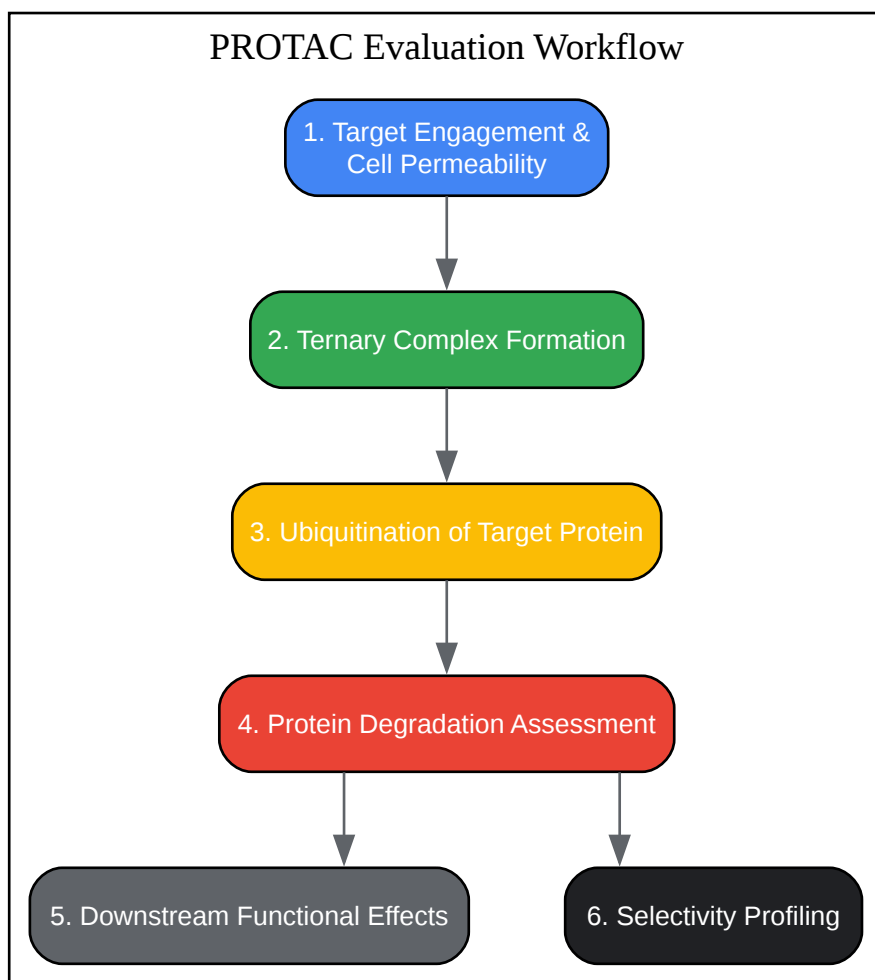 PROTAC Evaluation Workflow
1. Target Engagement &
Cell Permeability
2. Ternary Complex Formation
3. Ubiquitination of Target Protein
4. Protein Degradation Assessment
5. Downstream Functional Effects
6. Selectivity Profiling